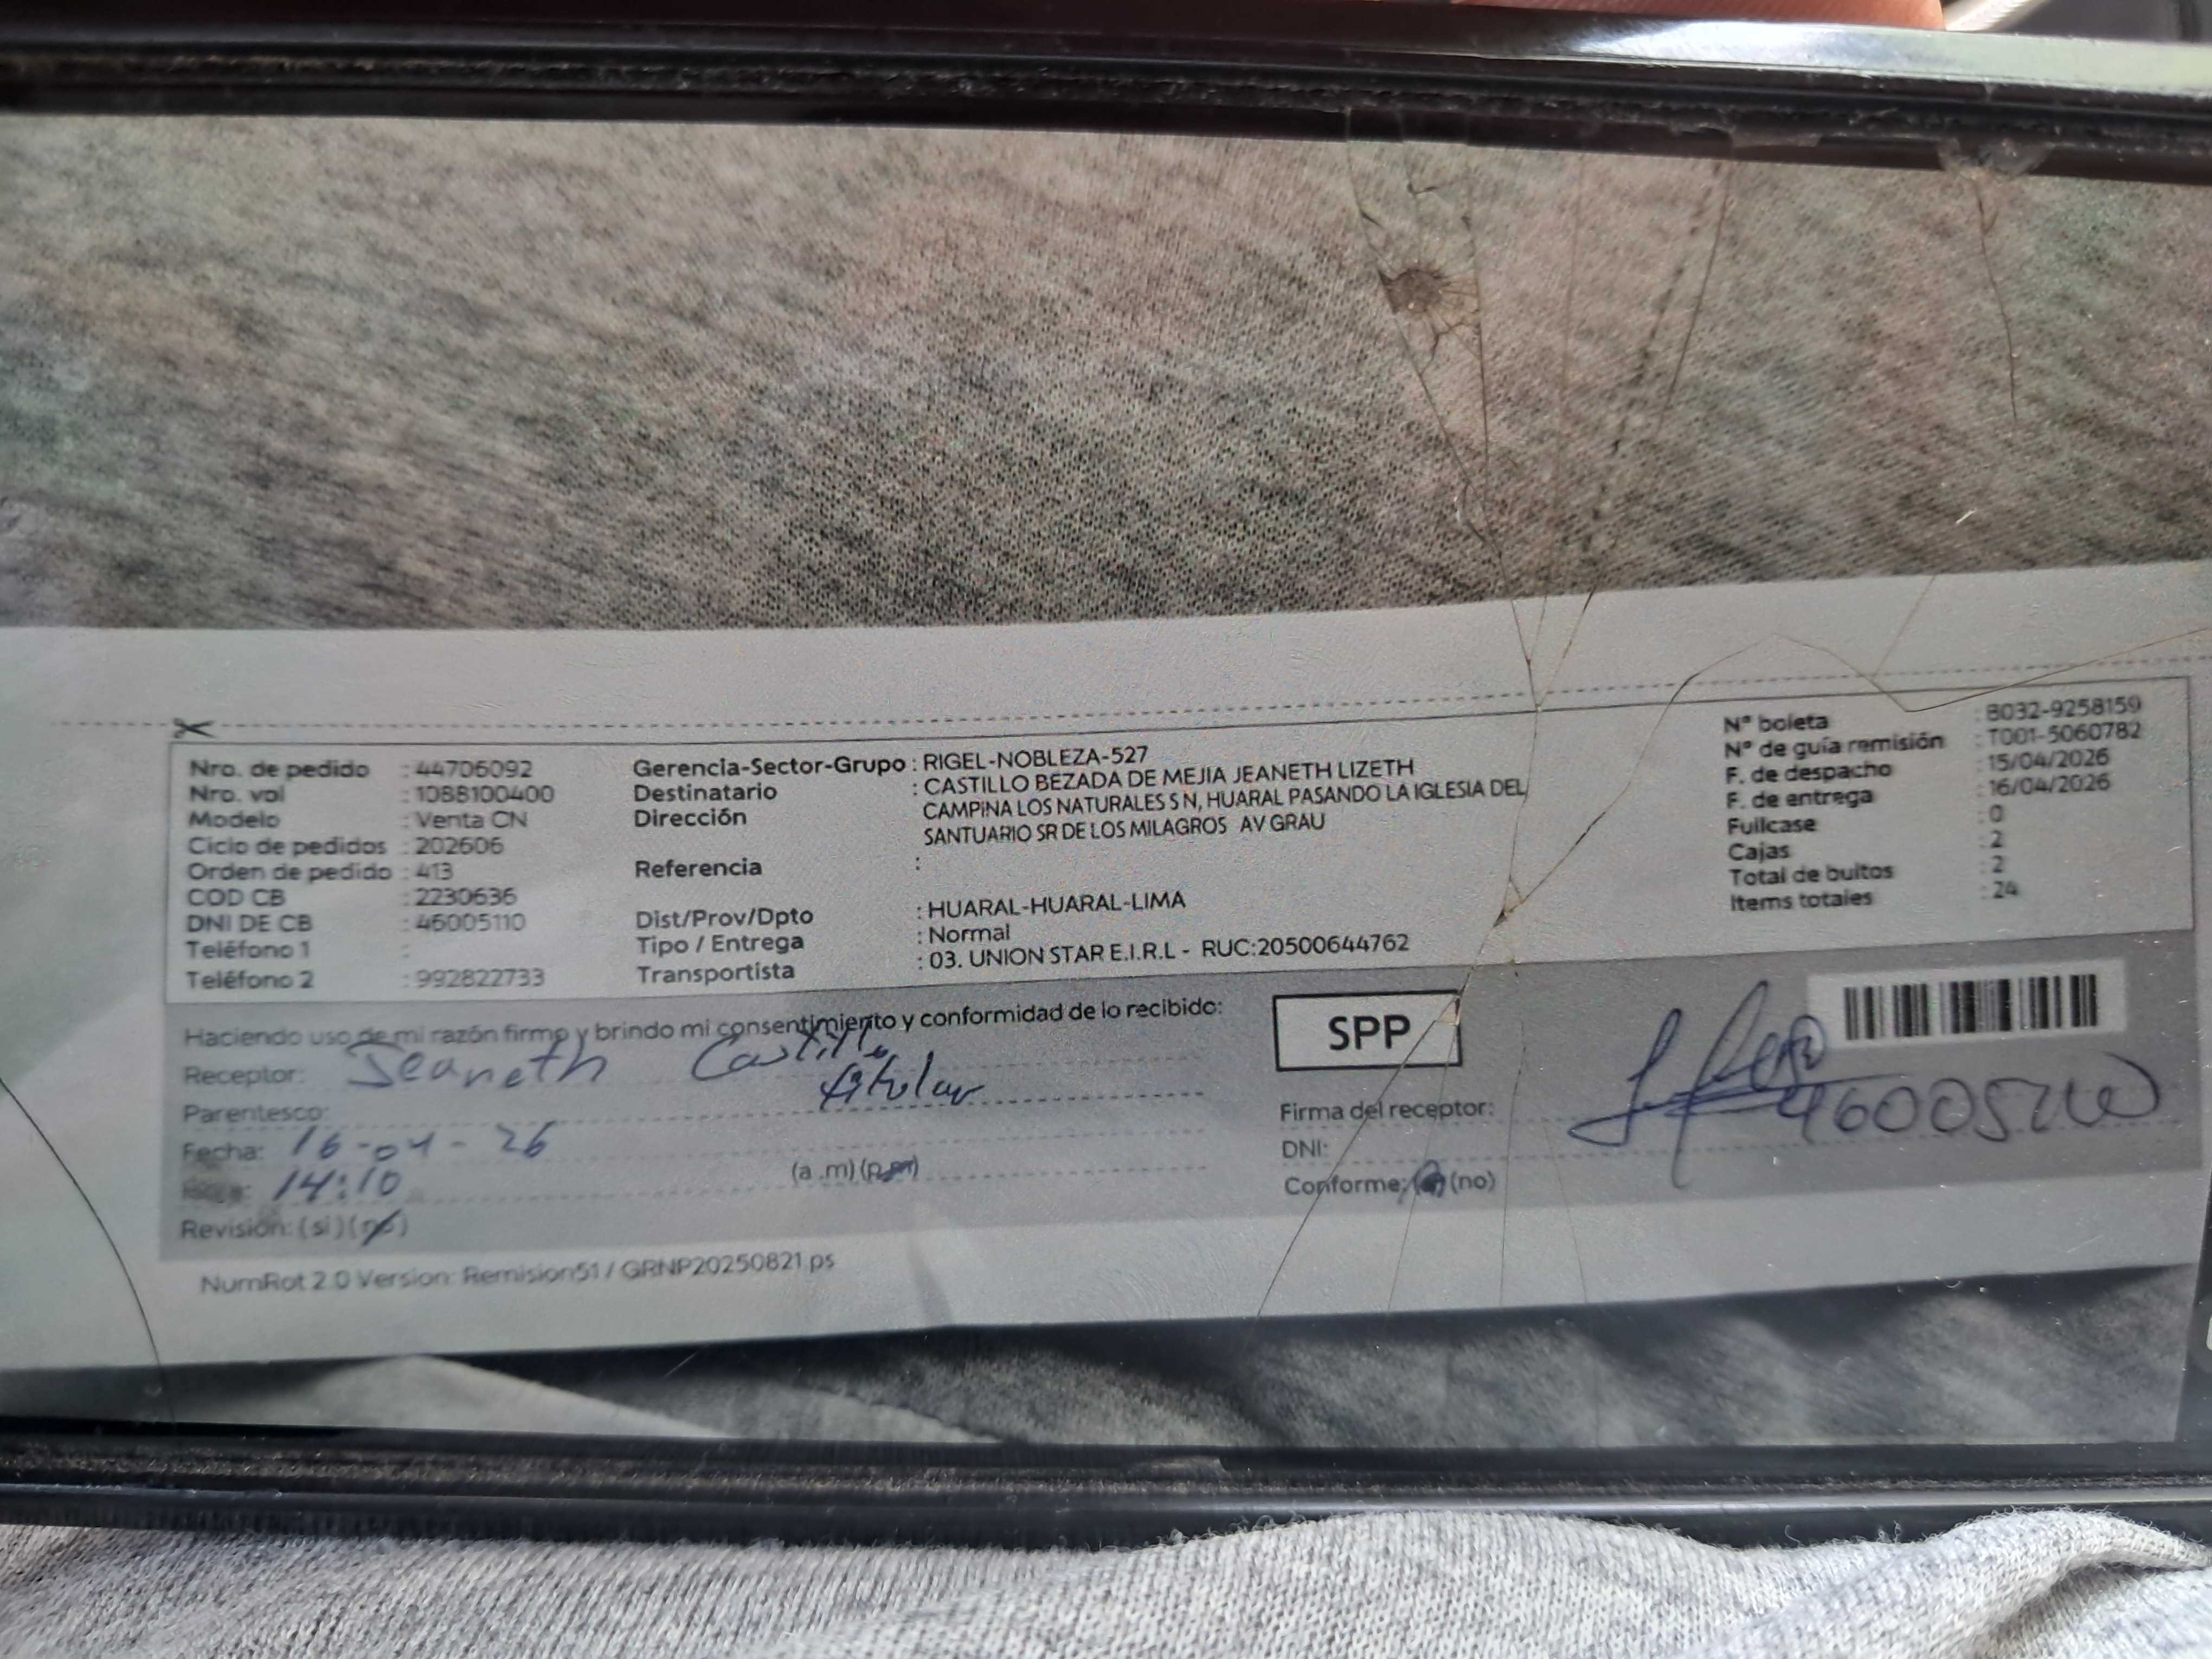 Nro. de pedido : 44706092
Nro. vol : 1088100400
Modelo : Venta CN
Ciclo de pedidos : 202606
Orden de pedido : 413
COD CB : 2230636
DNI DE CB : 46005110
Teléfono 1 :
Teléfono 2 : 992822733
Gerencia-Sector-Grupo : RIGEL-NOBLEZA-527
Destinatario : CASTILLO BEZADA DE MEJIA JEANETH LIZETH
Dirección CAMPIÑA LOS NATURALES S N, HUARAL PASANDO LA IGLESIA DEL
SANTUARIO SR DE LOS MILAGROS AV GRAU
Referencia :
Dist/Prov/Dpto : HUARAL-HUARAL-LIMA
Tipo / Entrega : Normal
Transportista : 03. UNION STAR E.I.R.L - RUC:20500644762
Nº boleta : B032-9258159
Nº de guía remisión : T001-5060782
F. de despacho : 15/04/2026
F. de entrega : 16/04/2026
Fullcase : 0
Cajas : 2
Total de bultos : 2
Items totales : 24
Haciendo uso de mi razón firmo y brindo mi consentimiento y conformidad de lo recibido:
Receptor: Jeaneth Castillo
Parentesco: titular
Fecha: 16-04-26
14:10 (a .m) (p.m)
Revisión: (si) (no)
SPP
Firma del receptor:
DNI:
Conforme: (no)
NumRot 2.0 Version: Remision51 / GRNP20250821.ps